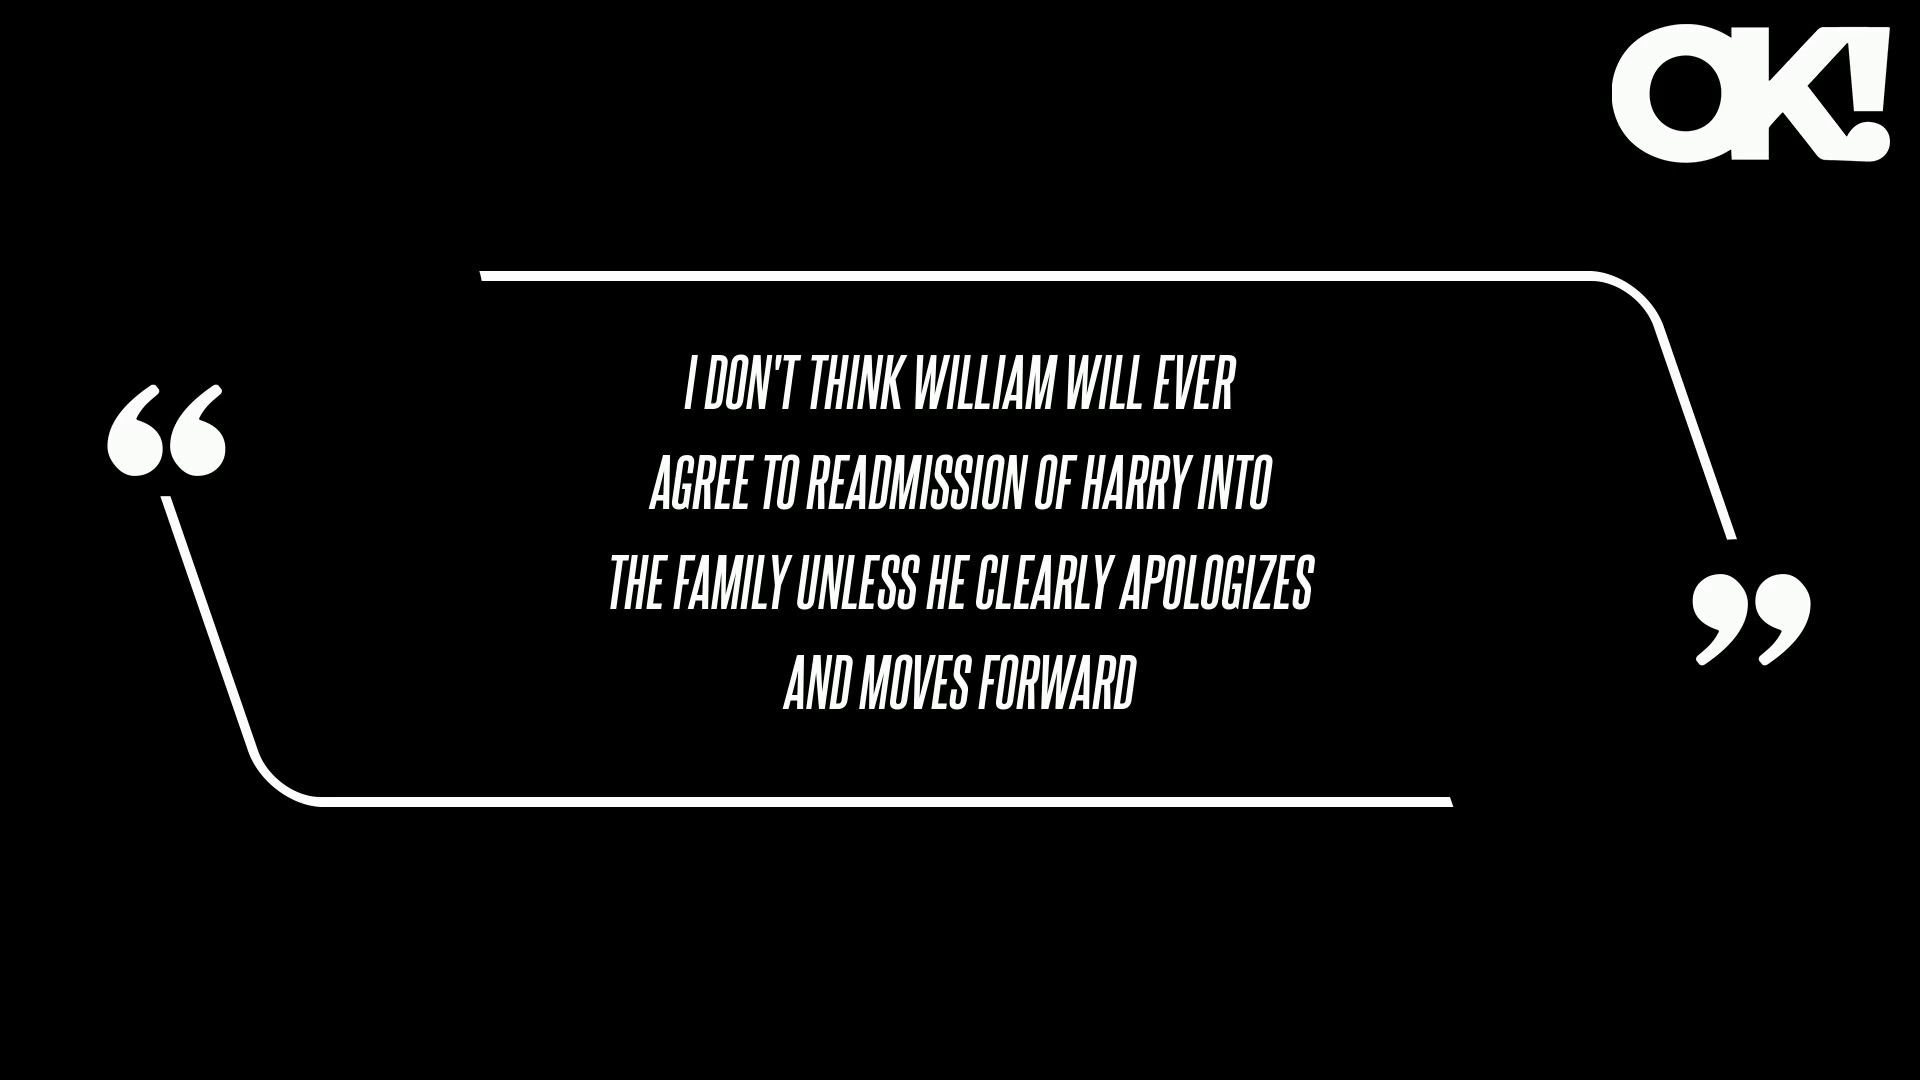 OK!
I DON'T THINK WILLIAM WILL EVER
AGREE TO READMISSION OF HARRY INTO
THE FAMILY UNLESS HE CLEARLY APOLOGIZES
AND MOVES FORWARD